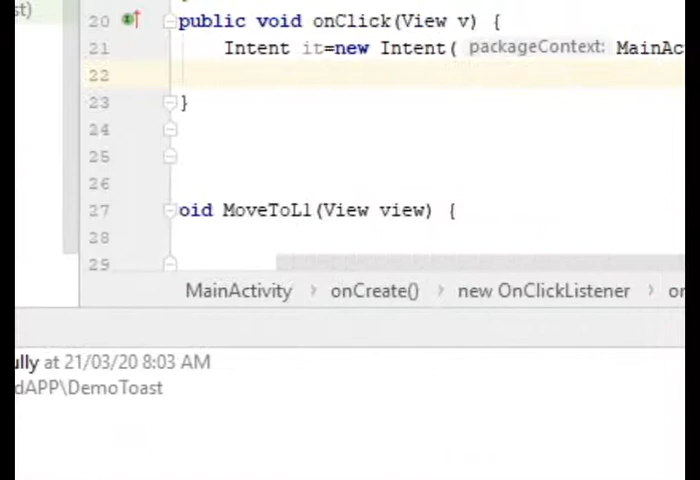 st)
20 public void onClick(View v) {
21 Intent it=new Intent( packageContext: MainAc
22
23 }
24
25
26
27 oid MoveToL1(View view) {
28
29
MainActivity › onCreate() › new OnClickListener › or
ully at 21/03/20 8:03 AM
dAPP\DemoToast